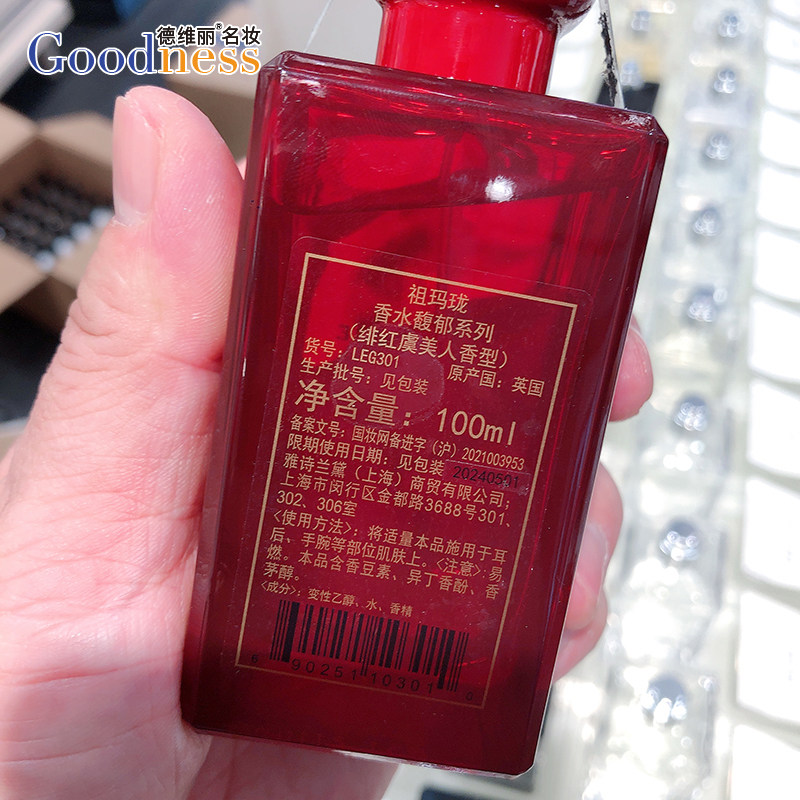 德维丽®名妆
Goodness
祖玛珑
香水馥郁系列
（绯红虞美人香型）
货号：LEG301 原产国：英国
生产批号：见包装
净含量：100ml
备案文号：国妆网备进字（沪）2021003953
限期使用日期：见包装 20240501
雅诗兰黛（上海）商贸有限公司；
上海市闵行区金都路3688号301、
302、306室
<使用方法>：将适量本品施用于耳
后、手腕等部位肌肤上。<注意>:易
燃。本品含香豆素、异丁香酚、香
茅醇。
<成分>：变性乙醇、水、香精
6 90251 10301 0